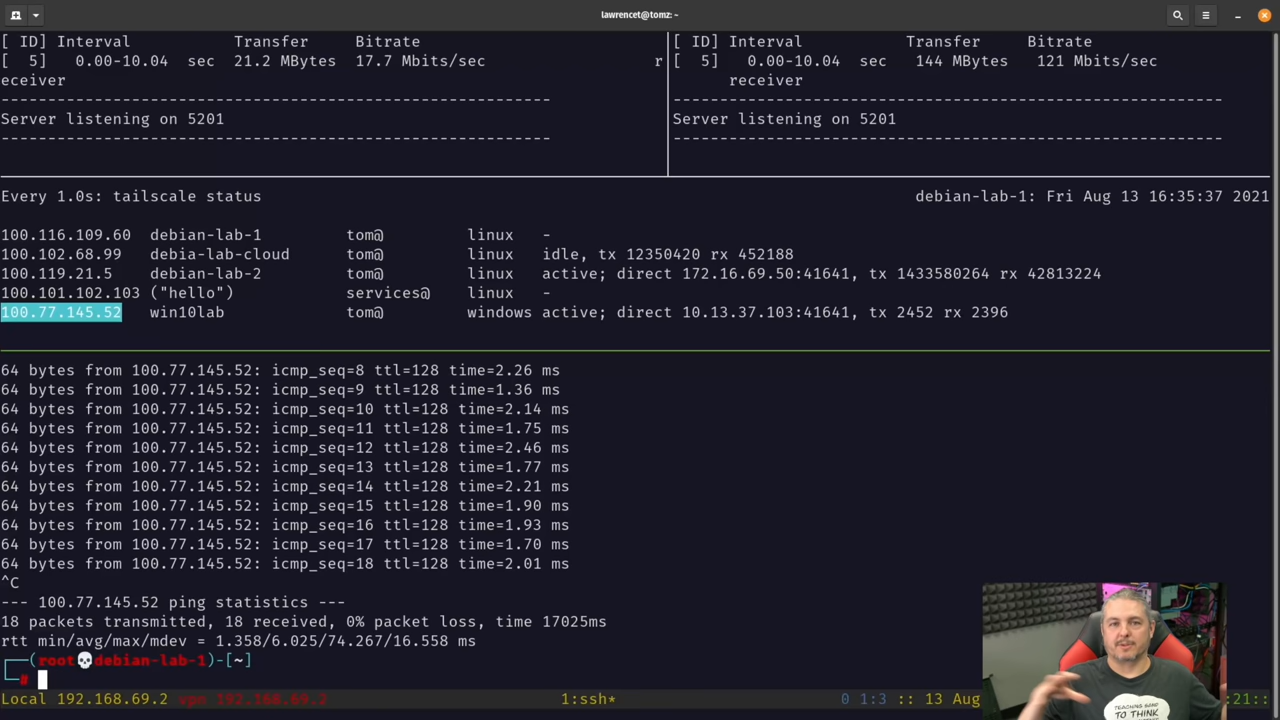 lawrencet@tomz: ~
[ ID] Interval Transfer Bitrate
[ 5] 0.00-10.04 sec 21.2 MBytes 17.7 Mbits/sec r
eceiver
-------------------------------------------------------
Server listening on 5201
-------------------------------------------------------
[ ID] Interval Transfer Bitrate
[ 5] 0.00-10.04 sec 144 MBytes 121 Mbits/sec
receiver
-------------------------------------------------------
Server listening on 5201
-------------------------------------------------------
Every 1.0s: tailscale status debian-lab-1: Fri Aug 13 16:35:37 2021
100.116.109.60 debian-lab-1 tom@ linux -
100.102.68.99 debia-lab-cloud tom@ linux idle, tx 12350420 rx 452188
100.119.21.5 debian-lab-2 tom@ linux active; direct 172.16.69.50:41641, tx 1433580264 rx 42813224
100.101.102.103 ("hello") services@ linux -
100.77.145.52 win10lab tom@ windows active; direct 10.13.37.103:41641, tx 2452 rx 2396
64 bytes from 100.77.145.52: icmp_seq=8 ttl=128 time=2.26 ms
64 bytes from 100.77.145.52: icmp_seq=9 ttl=128 time=1.36 ms
64 bytes from 100.77.145.52: icmp_seq=10 ttl=128 time=2.14 ms
64 bytes from 100.77.145.52: icmp_seq=11 ttl=128 time=1.75 ms
64 bytes from 100.77.145.52: icmp_seq=12 ttl=128 time=2.46 ms
64 bytes from 100.77.145.52: icmp_seq=13 ttl=128 time=1.77 ms
64 bytes from 100.77.145.52: icmp_seq=14 ttl=128 time=2.21 ms
64 bytes from 100.77.145.52: icmp_seq=15 ttl=128 time=1.90 ms
64 bytes from 100.77.145.52: icmp_seq=16 ttl=128 time=1.93 ms
64 bytes from 100.77.145.52: icmp_seq=17 ttl=128 time=1.70 ms
64 bytes from 100.77.145.52: icmp_seq=18 ttl=128 time=2.01 ms
^C
--- 100.77.145.52 ping statistics ---
18 packets transmitted, 18 received, 0% packet loss, time 17025ms
rtt min/avg/max/mdev = 1.358/6.025/74.267/16.558 ms
┌──(root💀debian-lab-1)-[~]
└─#
Local 192.168.69.2 vpn 192.168.69.2 1:ssh* 0 1:3 :: 13 Aug :21::
TEACHING SAND
TO THINK